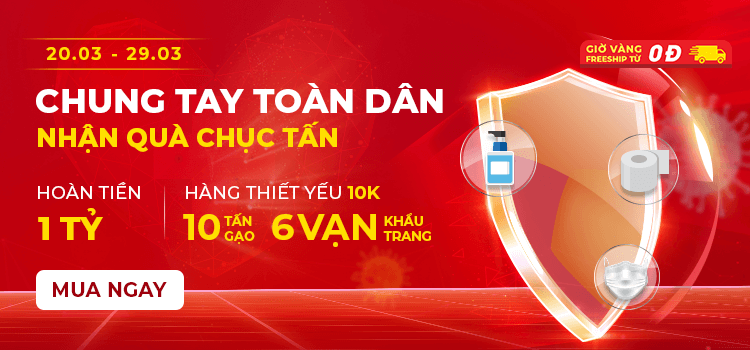 20.03 - 29.03
GIỜ VÀNG
FREESHIP TỪ
0Đ
CHUNG TAY TOÀN DÂN
NHẬN QUÀ CHỤC TẤN
HOÀN TIỀN
1 TỶ
HÀNG THIẾT YẾU 10K
10 TẤN GẠO
6 VẠN KHẨU TRANG
MUA NGAY